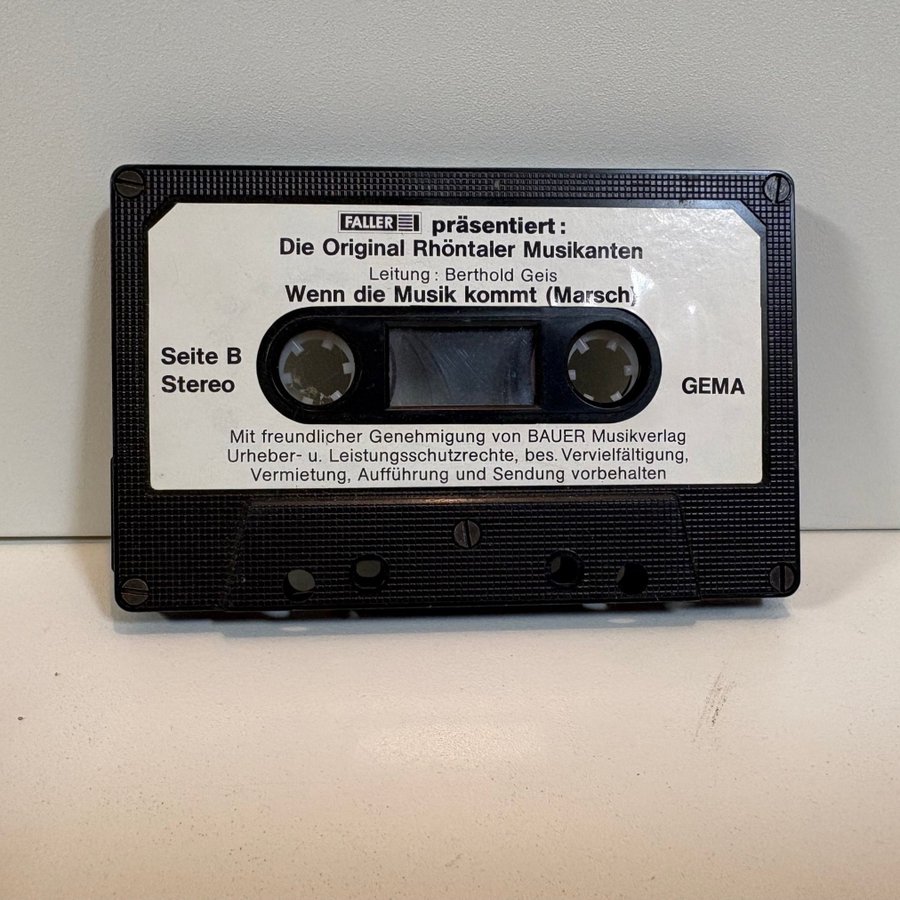 FALLER präsentiert:
Die Original Rhöntaler Musikanten
Leitung: Berthold Geis
Wenn die Musik kommt (Marsch)
Seite B
Stereo
GEMA
Mit freundlicher Genehmigung von BAUER Musikverlag
Urheber- u. Leistungsschutzrechte, bes. Vervielfältigung,
Vermietung, Aufführung und Sendung vorbehalten